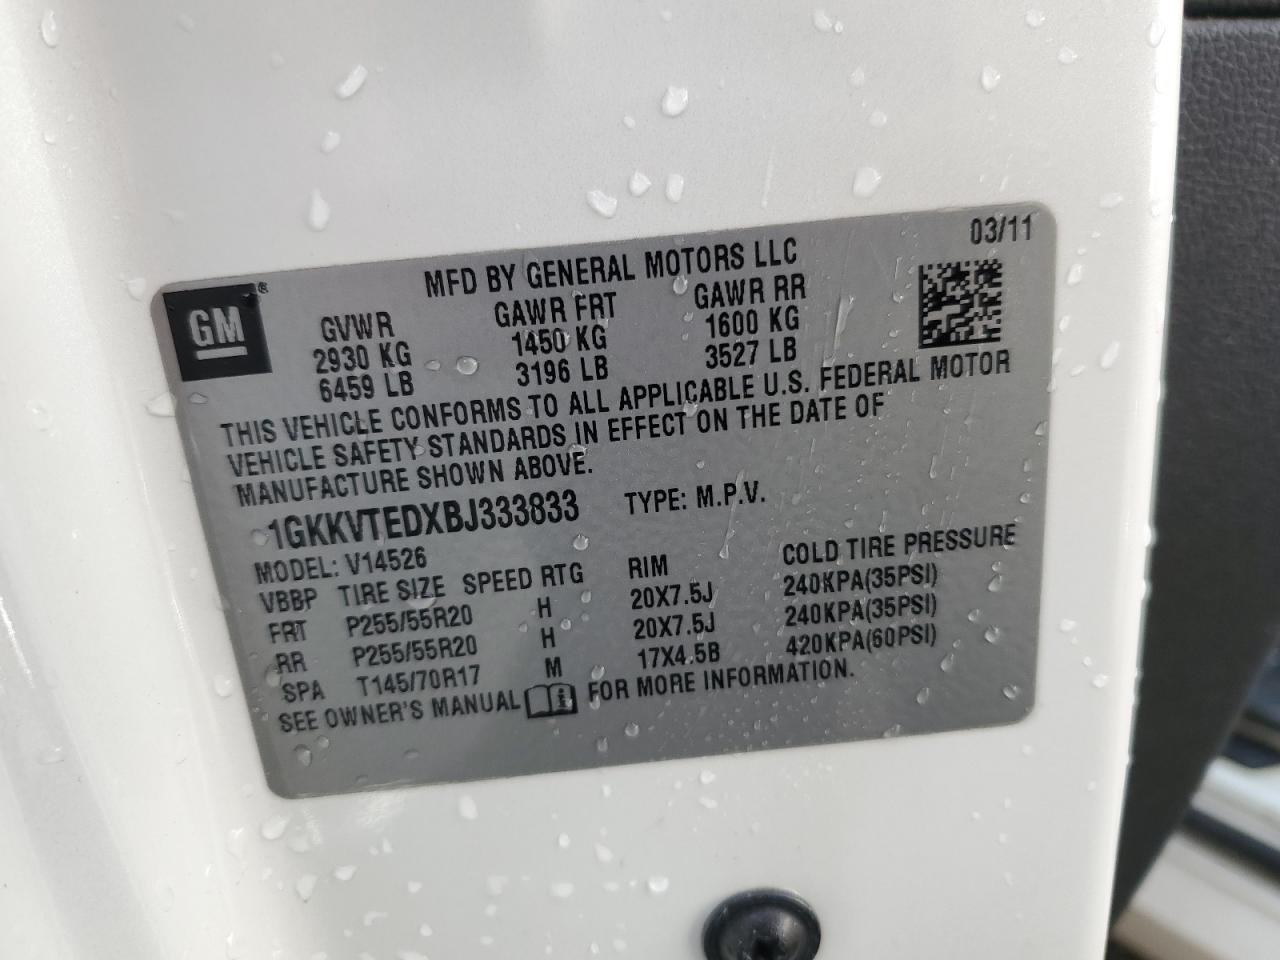 03/11
MFD BY GENERAL MOTORS LLC
GM®
GVWR GAWR FRT GAWR RR
2930 KG 1450 KG 1600 KG
6459 LB 3196 LB 3527 LB
THIS VEHICLE CONFORMS TO ALL APPLICABLE U.S. FEDERAL MOTOR
VEHICLE SAFETY STANDARDS IN EFFECT ON THE DATE OF
MANUFACTURE SHOWN ABOVE.
1GKKVTEDXBJ333833 TYPE: M.P.V.
MODEL: V14526
VBBP TIRE SIZE SPEED RTG RIM COLD TIRE PRESSURE
FRT P255/55R20 H 20X7.5J 240KPA(35PSI)
RR P255/55R20 H 20X7.5J 240KPA(35PSI)
SPA T145/70R17 M 17X4.5B 420KPA(60PSI)
SEE OWNER'S MANUAL FOR MORE INFORMATION.